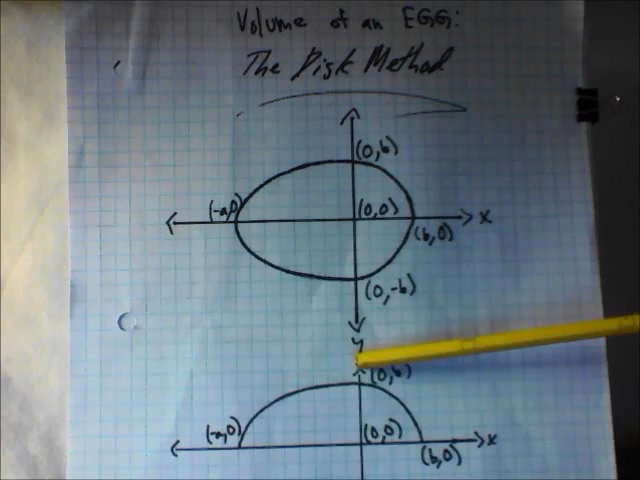 Volume of an EGG:
The Disk Method
(0,b)
(-a,0)
(0,0)
x
(b,0)
(0,-b)
y
(0,b)
(-a,0)
(0,0)
x
(b,0)